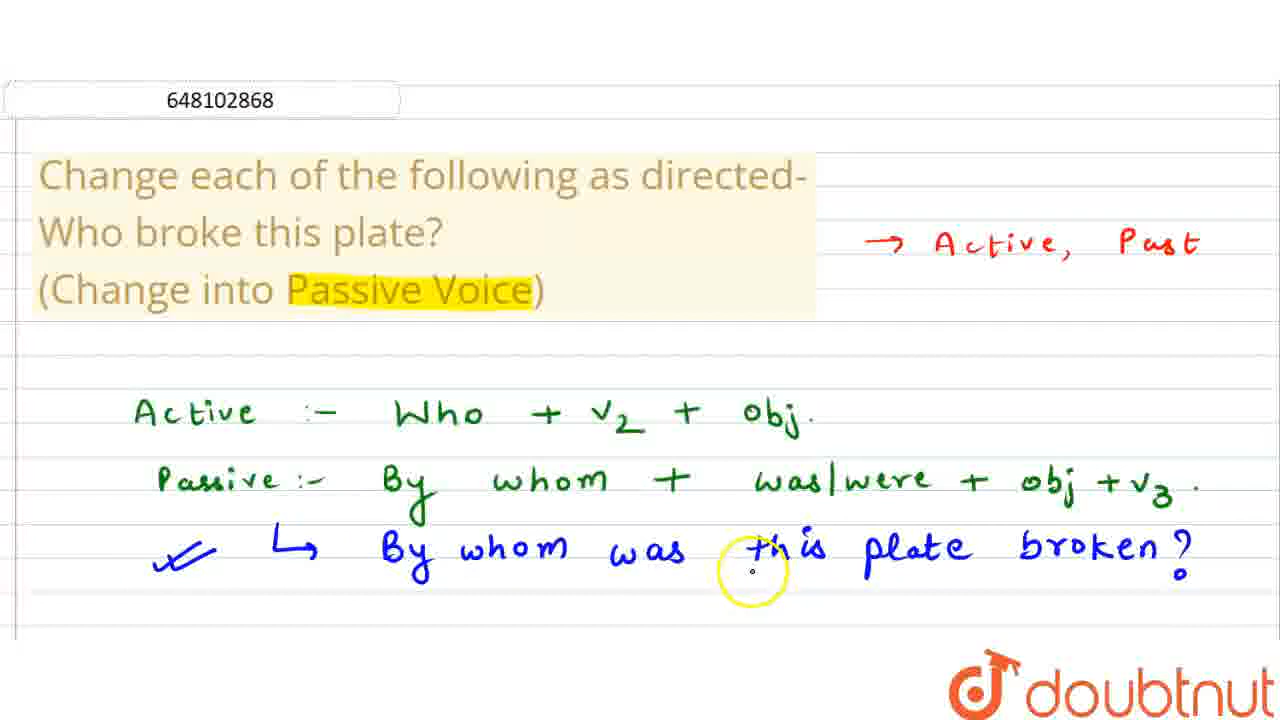 648102868
Change each of the following as directed-
Who broke this plate?
(Change into Passive Voice)
→ Active, Past
Active :- Who + V2 + obj.
Passive :- By whom + was/were + obj + V3.
↳ By whom was this plate broken?
doubtnut